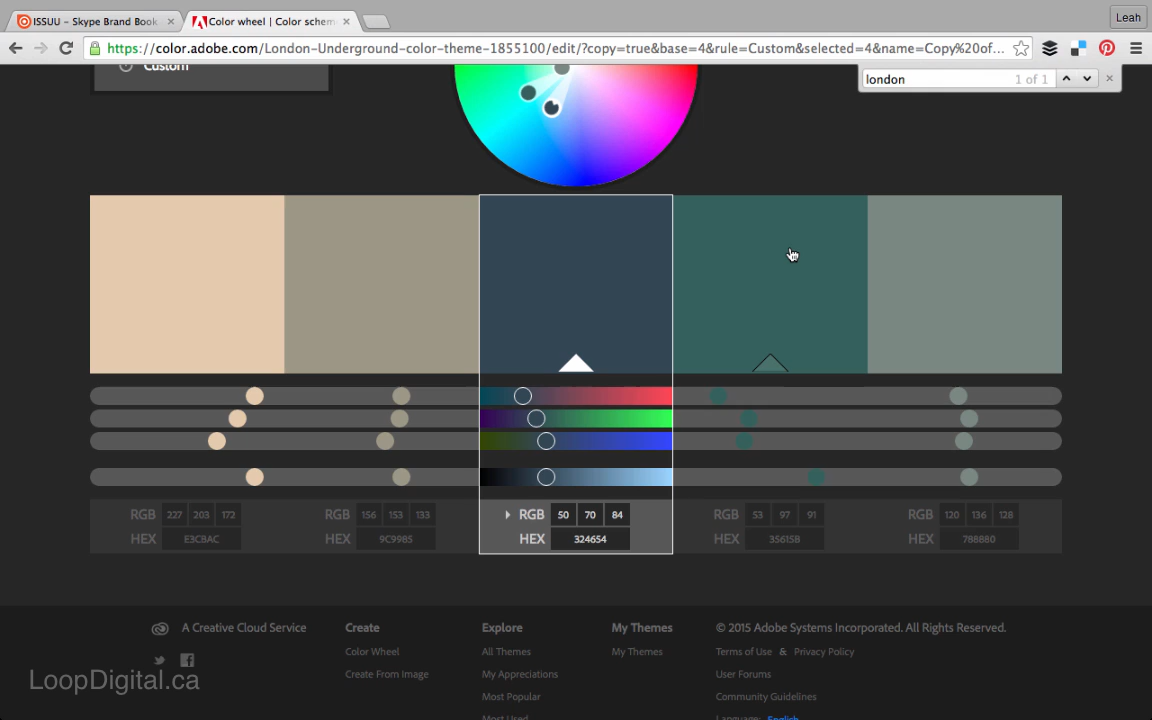 ISSUU - Skype Brand Book
Color wheel | Color schem
Leah
https://color.adobe.com/London-Underground-color-theme-1855100/edit/?copy=true&base=4&rule=Custom&selected=4&name=Copy%20of...
london 1 of 1
Custom
RGB 227 203 172
HEX E3CBAC
RGB 156 153 133
HEX 9C9985
RGB 50 70 84
HEX 324654
RGB 53 97 91
HEX 35615B
RGB 120 136 128
HEX 788880
A Creative Cloud Service
Create
Color Wheel
Create From Image
Explore
All Themes
My Appreciations
Most Popular
Most Used
My Themes
My Themes
© 2015 Adobe Systems Incorporated. All Rights Reserved.
Terms of Use & Privacy Policy
User Forums
Community Guidelines
Language: English
LoopDigital.ca